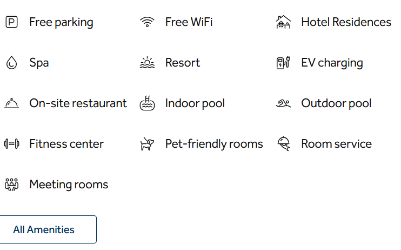 Free parking
Free WiFi
Hotel Residences
Spa
Resort
EV charging
On-site restaurant
Indoor pool
Outdoor pool
Fitness center
Pet-friendly rooms
Room service
Meeting rooms
All Amenities